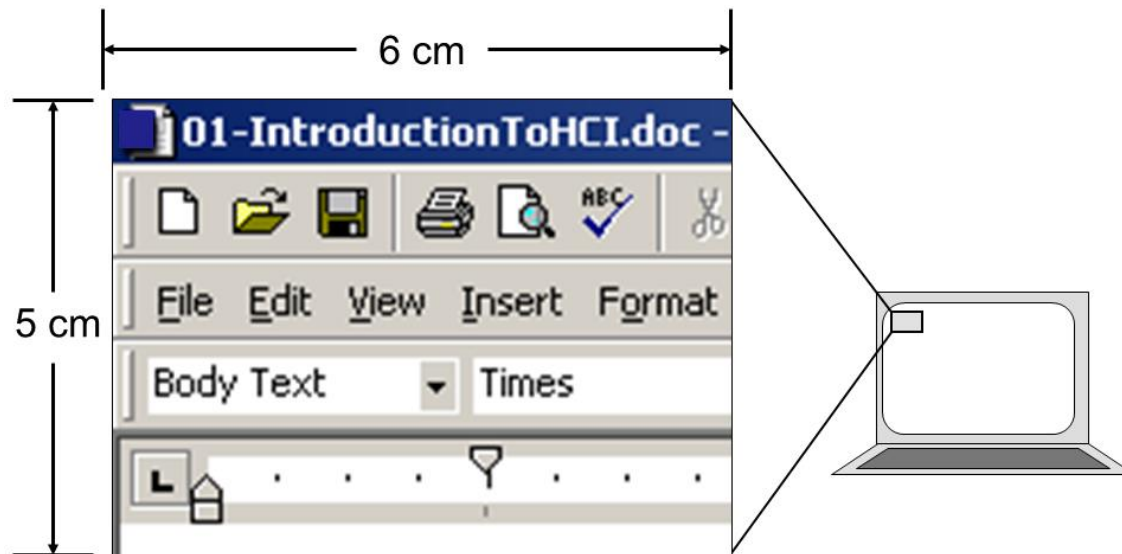 6 cm
01-IntroductionToHCI.doc -
ABC
5 cm
File Edit View Insert Format
Body Text Times
L